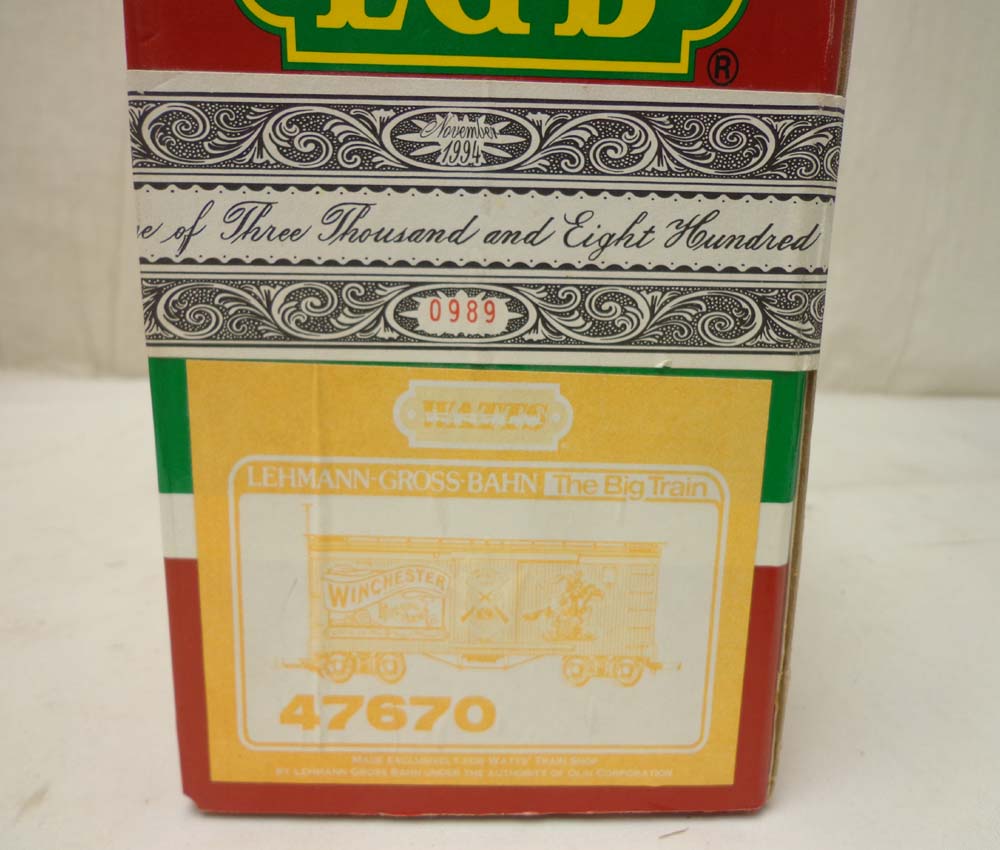 LGB
®
November
1994
ne of Three Thousand and Eight Hundred
0989
WATTS'
LEHMANN-GROSS-BAHN The Big Train
WINCHESTER
47670
MADE EXCLUSIVELY FOR WATTS' TRAIN SHOP
BY LEHMANN GROSS BAHN UNDER THE AUTHORITY OF OLIN CORPORATION